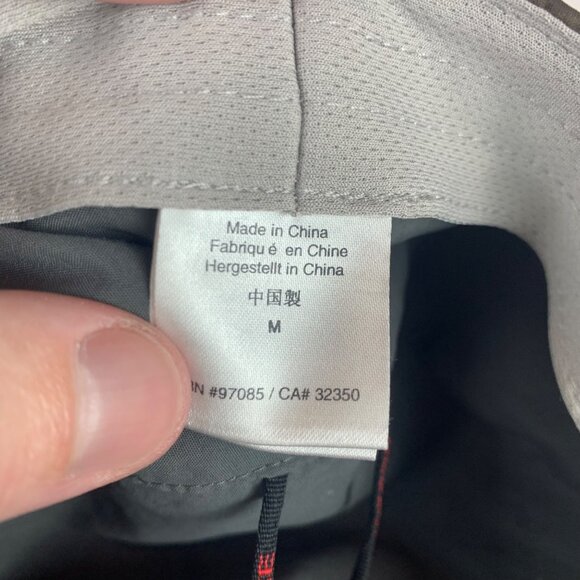 Made in China
Fabriqu é en Chine
Hergestellt in China
中国製
M
#97085 / CA# 32350